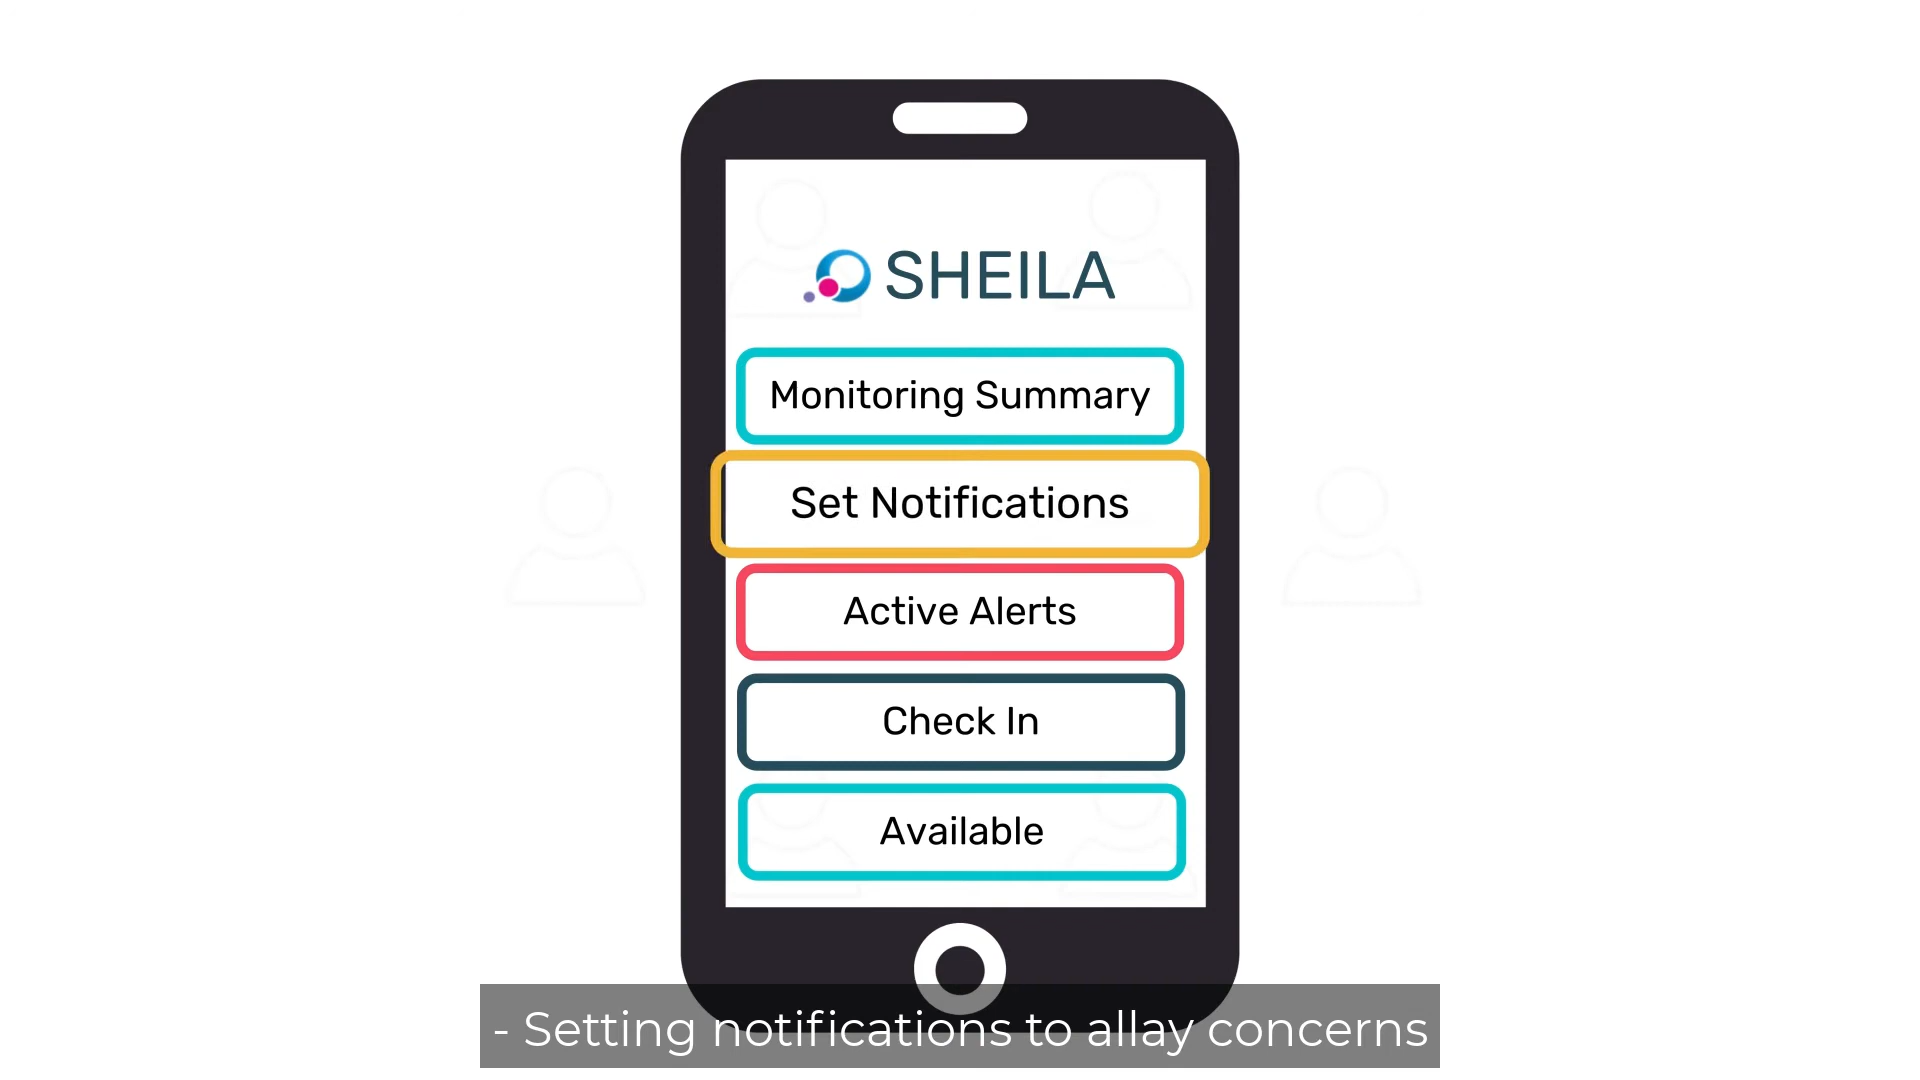 SHEILA
Monitoring Summary
Set Notifications
Active Alerts
Check In
Available
- Setting notifications to allay concerns